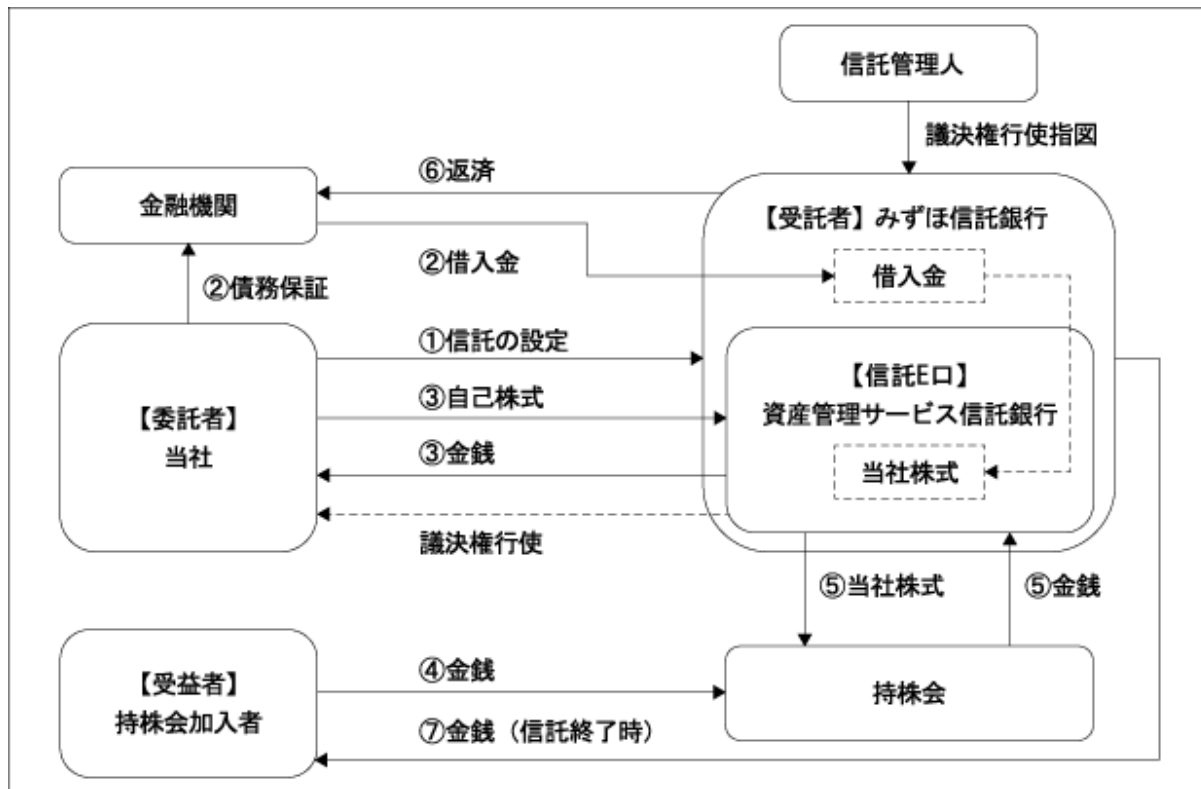 信託管理人
議決権行使指図
⑥返済
金融機関
【受託者】みずほ信託銀行
②借入金
借入金
②債務保証
①信託の設定
【信託E口】
資産管理サービス信託銀行
③自己株式
【委託者】
当社
③金銭
当社株式
議決権行使
⑤当社株式
⑤金銭
【受益者】
持株会加入者
④金銭
持株会
⑦金銭（信託終了時）